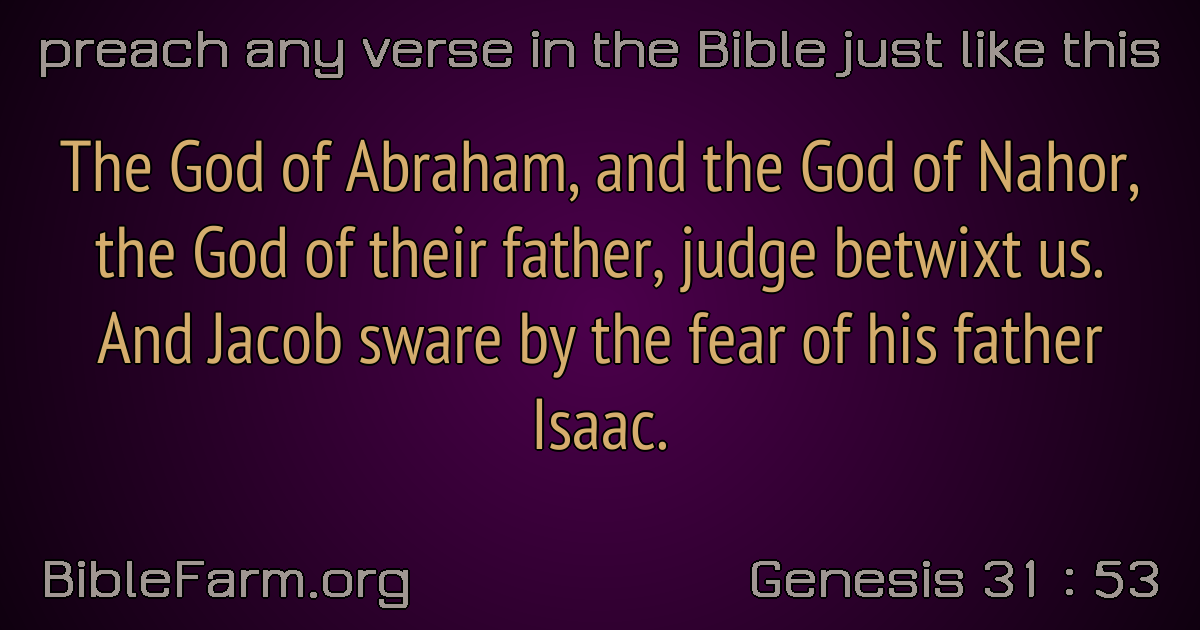 preach any verse in the Bible just like this
The God of Abraham, and the God of Nahor,
the God of their father, judge betwixt us.
And Jacob sware by the fear of his father
Isaac.
BibleFarm.org
Genesis 31 : 53